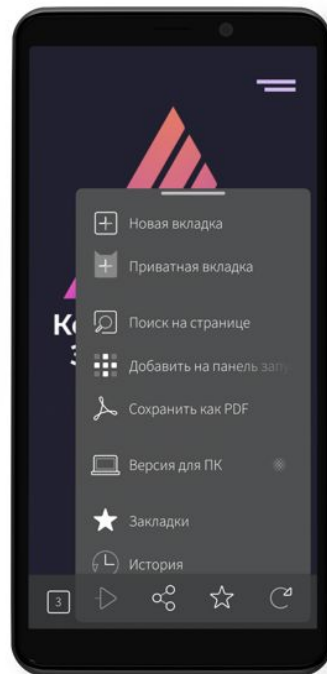 Новая вкладка
Приватная вкладка
Поиск на странице
Добавить на панель
Сохранить как PDF
Версия для ПК
Закладки
История
3